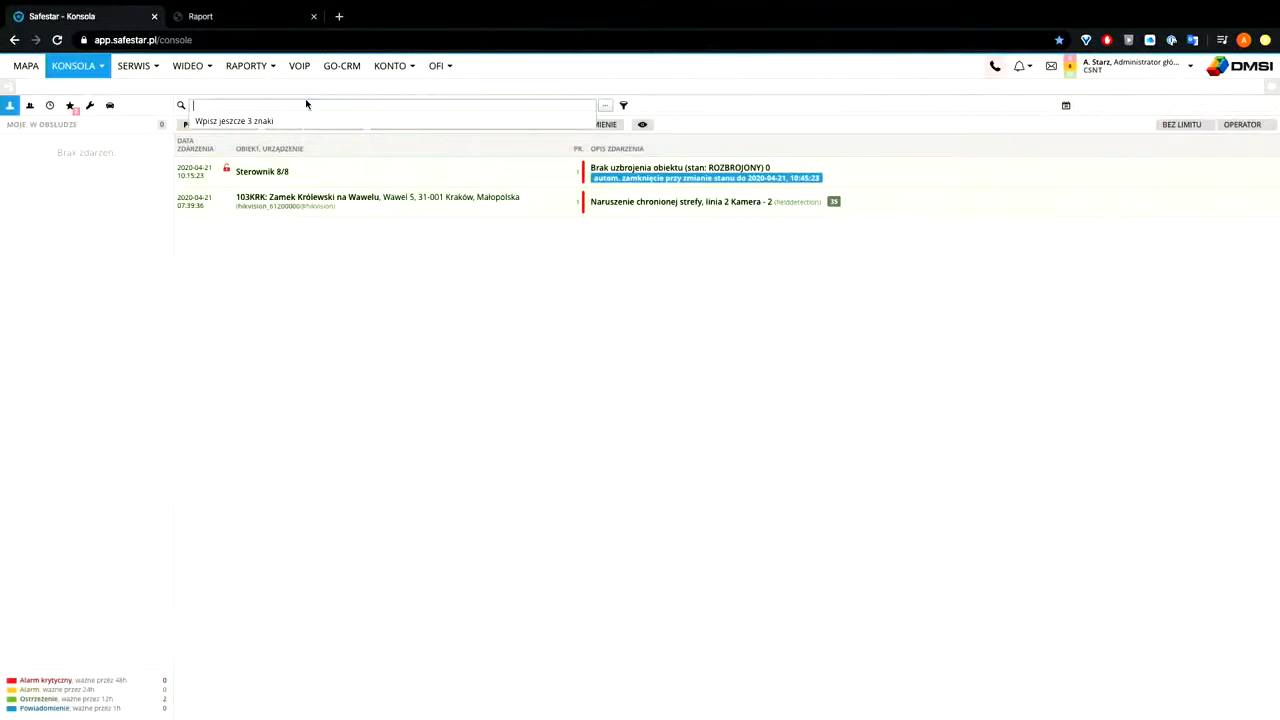 Safestar - Konsola
Raport
app.safestar.pl/console
MAPA KONSOLA SERWIS WIDEO RAPORTY VOIP GO-CRM KONTO OFI
A. Starz, Administrator głó...
CSNT
DMSI
MOJE, W OBSŁUDZE 0
Brak zdarzeń.
Wpisz jeszcze 3 znaki
MIENIE
BEZ LIMITU OPERATOR
DATA ZDARZENIA OBIEKT, URZĄDZENIE PR. OPIS ZDARZENIA
2020-04-21
10:15:23
Sterownik 8/8
Brak uzbrojenia obiektu (stan: ROZBROJONY) 0
autom. zamknięcie przy zmianie stanu do 2020-04-21, 10:45:23
2020-04-21
07:39:36
103KRK: Zamek Królewski na Wawelu, Wawel 5, 31-001 Kraków, Małopolska
(hikvision_61200000@hikvision)
Naruszenie chronionej strefy, linia 2 Kamera - 2 (fielddetection) 35
Alarm krytyczny, ważne przez 48h 0
Alarm, ważne przez 24h 0
Ostrzeżenie, ważne przez 12h 2
Powiadomienie, ważne przez 1h 0